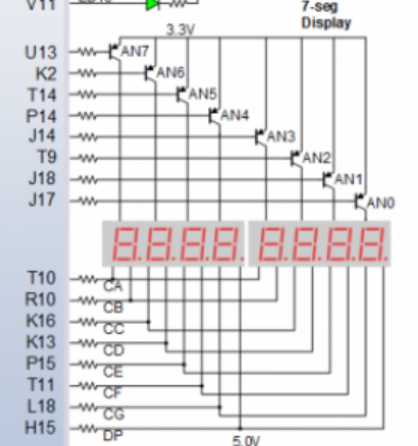 V11
7-seg
Display
3.3V
U13 AN7
K2 AN6
T14 AN5
P14 AN4
J14 AN3
T9 AN2
J18 AN1
J17 AN0
8.8.8.8. 8.8.8.8.
T10 CA
R10 CB
K16 CC
K13 CD
P15 CE
T11 CF
L18 CG
H15 DP
5.0V